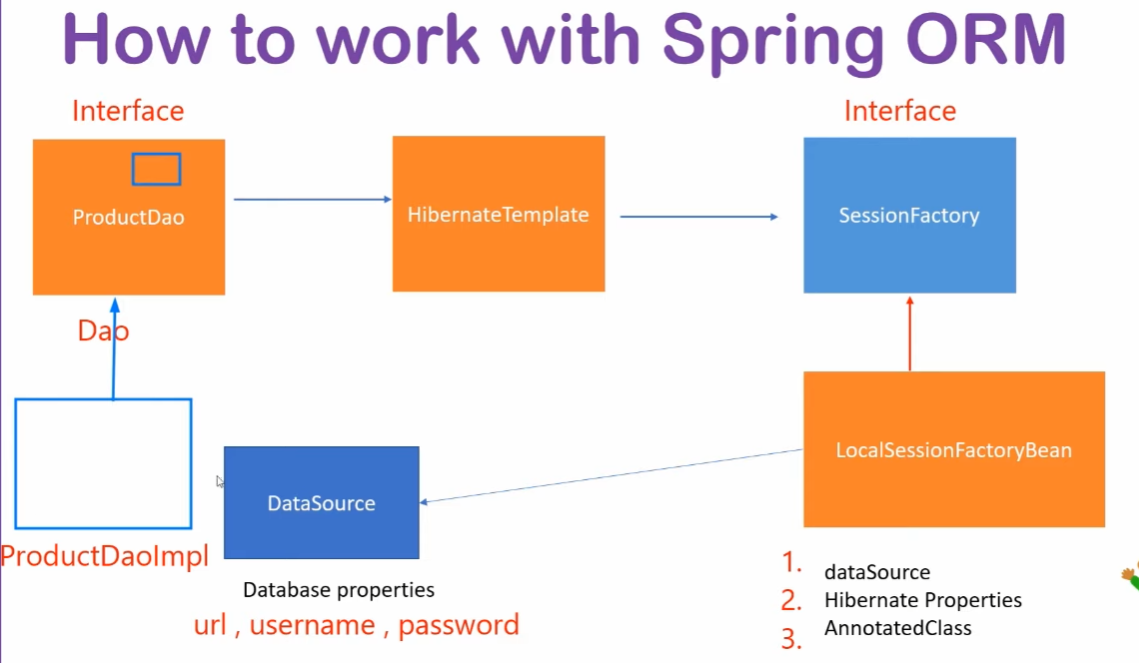 How to work with Spring ORM
Interface
Interface
ProductDao
HibernateTemplate
SessionFactory
Dao
LocalSessionFactoryBean
DataSource
ProductDaoImpl
Database properties
url , username , password
1. dataSource
2. Hibernate Properties
3. AnnotatedClass